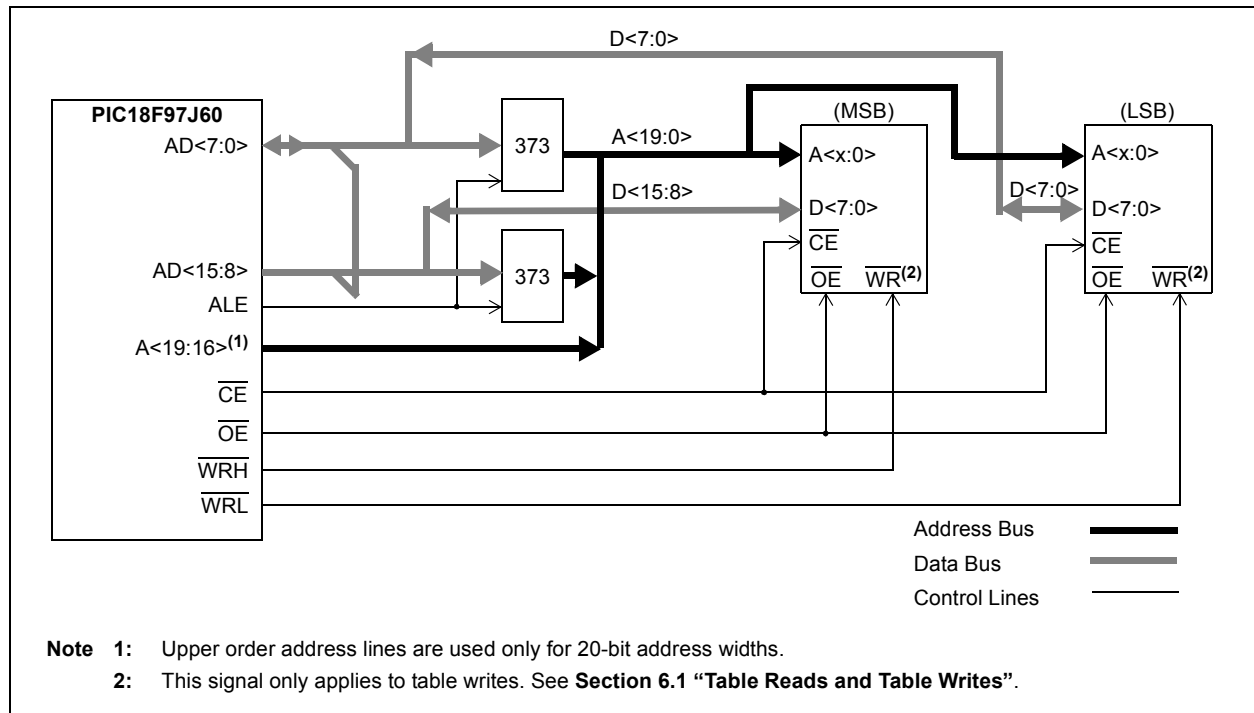 D<7:0>
PIC18F97J60
AD<7:0>
373
A<19:0>
(MSB)
(LSB)
A<x:0>
A<x:0>
D<15:8>
D<7:0>
D<7:0>
D<7:0>
CE
CE
AD<15:8>
373
OE WR(2)
OE WR(2)
ALE
A<19:16>(1)
CE
OE
WRH
WRL
Address Bus
Data Bus
Control Lines
Note 1: Upper order address lines are used only for 20-bit address widths.
2: This signal only applies to table writes. See Section 6.1 “Table Reads and Table Writes”.